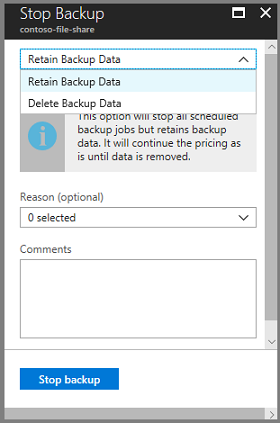 Stop Backup
contoso-file-share
Retain Backup Data
Retain Backup Data
Delete Backup Data
This option will stop all scheduled
backup jobs but retains backup
data. It will continue the pricing as
is until data is removed.
Reason (optional)
0 selected
Comments
Stop backup